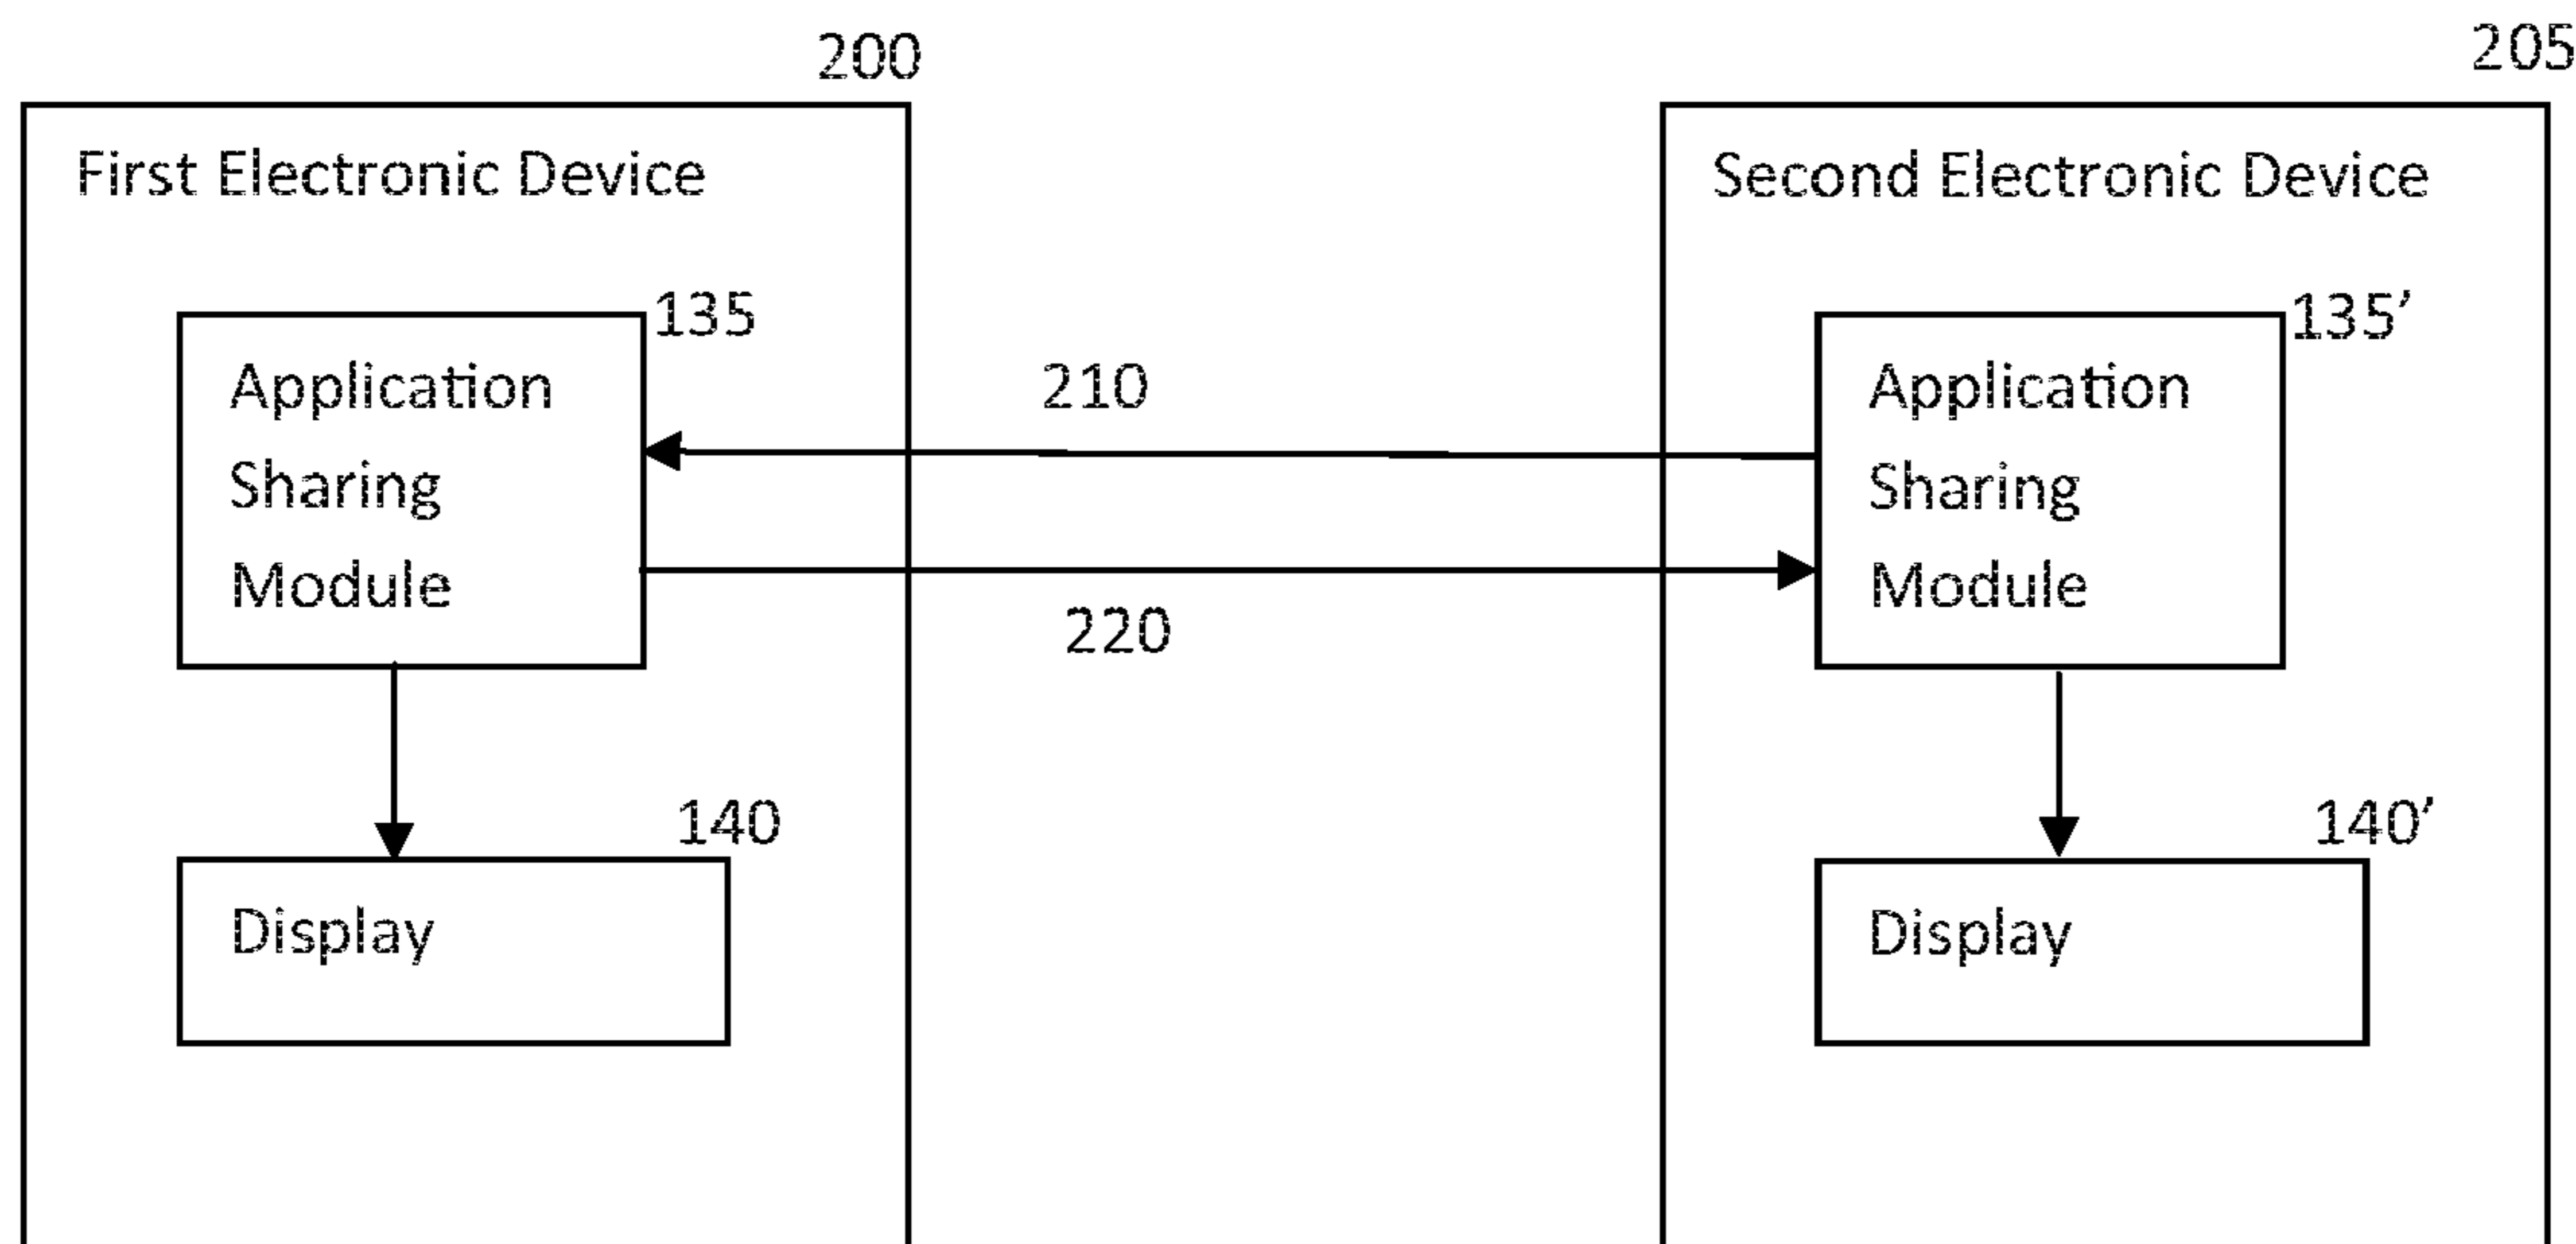 200
205
First Electronic Device
Second Electronic Device
135
Application
Sharing
Module
210
220
135’
Application
Sharing
Module
140
Display
140’
Display